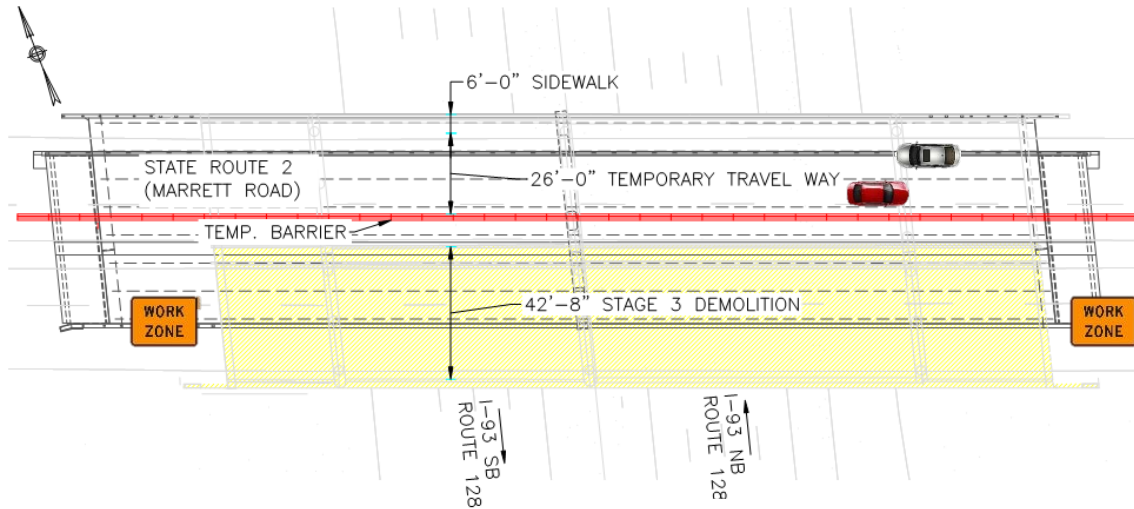 6'-0" SIDEWALK
STATE ROUTE 2
(MARRETT ROAD)
26'-0" TEMPORARY TRAVEL WAY
TEMP. BARRIER
42'-8" STAGE 3 DEMOLITION
WORK
ZONE
WORK
ZONE
I-93 SB
ROUTE 128
I-93 NB
ROUTE 128